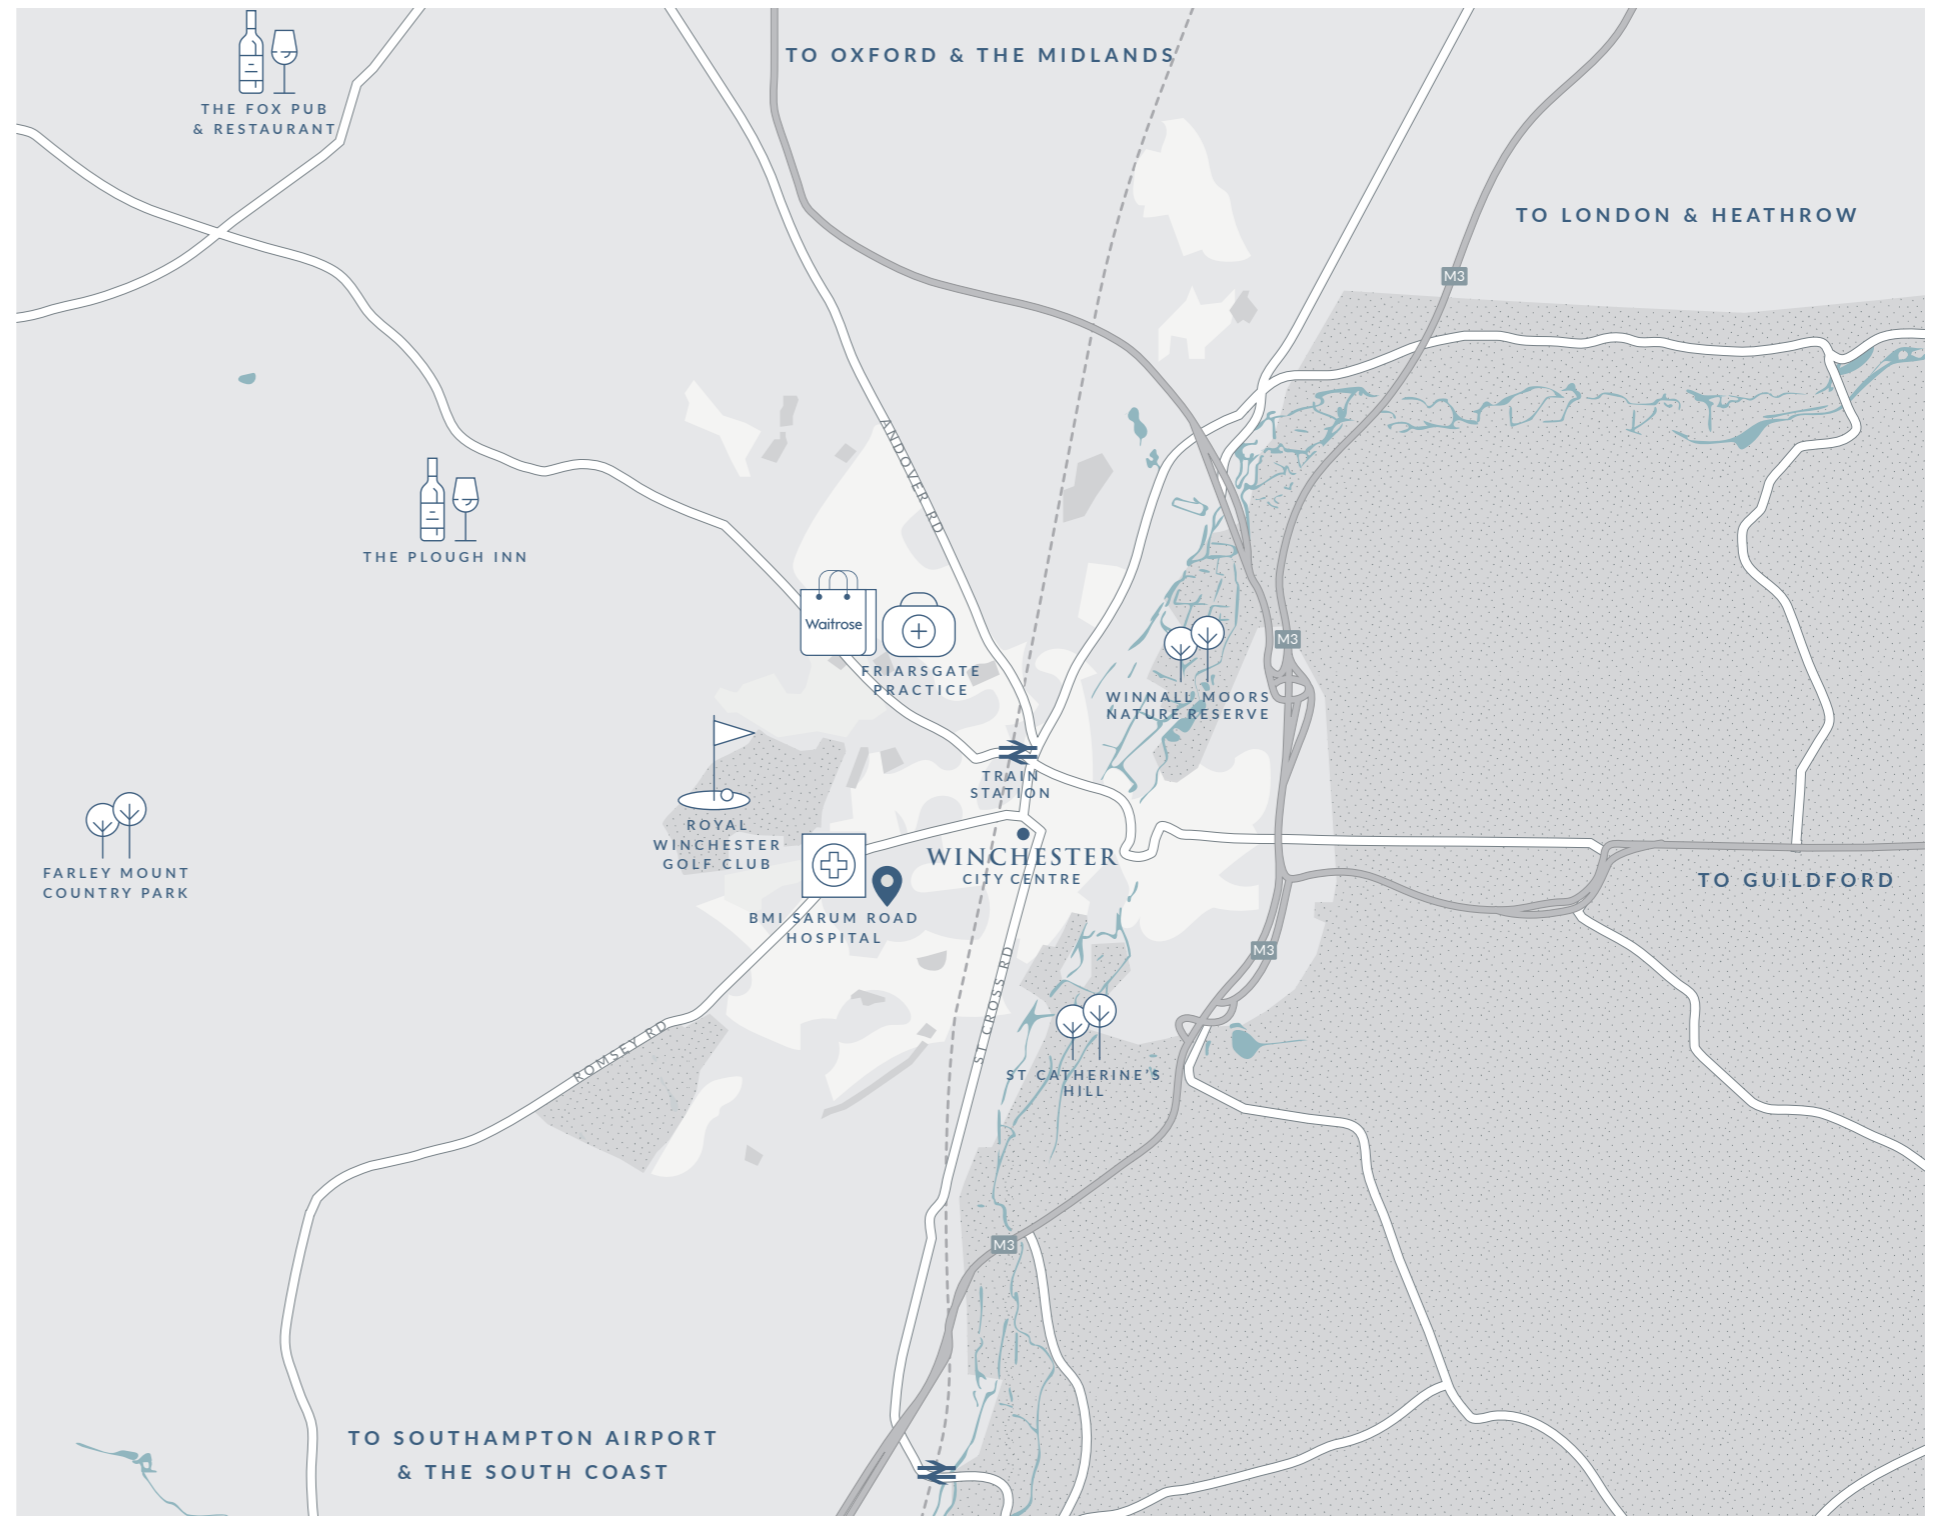 TO OXFORD & THE MIDLANDS
THE FOX PUB
& RESTAURANT
TO LONDON & HEATHROW
M3
ANDOVER RD
THE PLOUGH INN
Waitrose
FRIARSGATE
PRACTICE
M3
WINNALL MOORS
NATURE RESERVE
TRAIN
STATION
ROYAL
WINCHESTER
GOLF CLUB
WINCHESTER
CITY CENTRE
FARLEY MOUNT
COUNTRY PARK
TO GUILDFORD
BMI SARUM ROAD
HOSPITAL
M3
ST CROSS RD
ROMSEY RD
ST CATHERINE'S
HILL
M3
TO SOUTHAMPTON AIRPORT
& THE SOUTH COAST